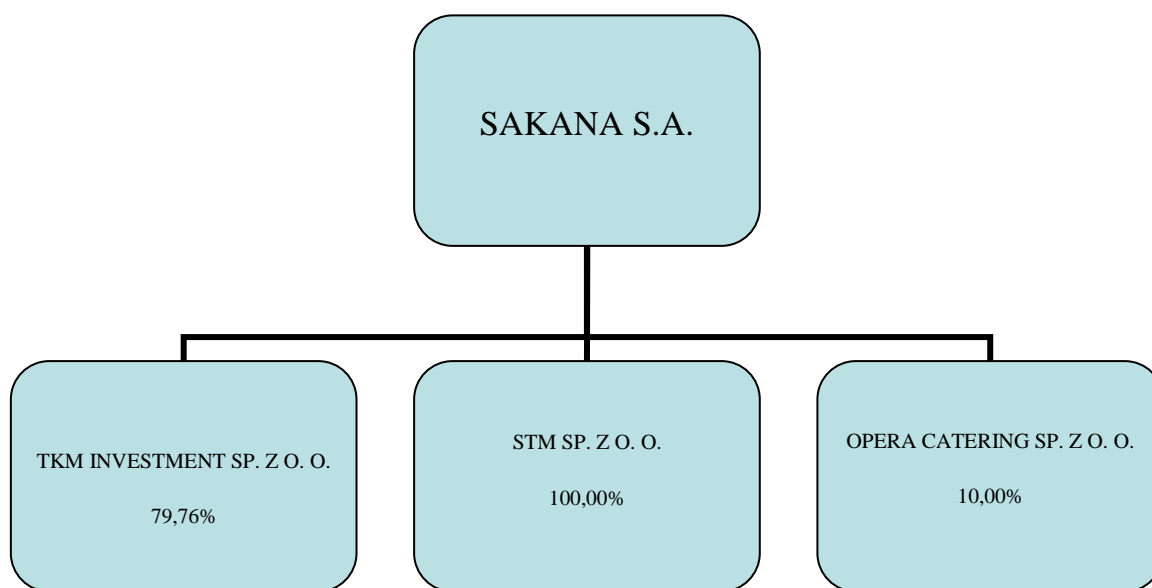 SAKANA S.A.
TKM INVESTMENT SP. Z O. O.
79,76%
STM SP. Z O. O.
100,00%
OPERA CATERING SP. Z O. O.
10,00%